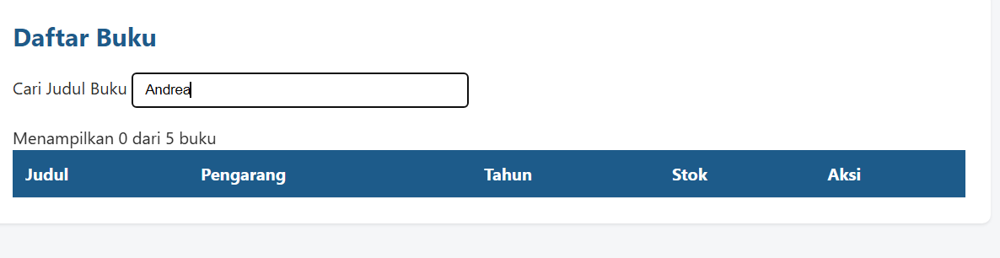 Daftar Buku
Cari Judul Buku Andrea
Menampilkan 0 dari 5 buku
Judul Pengarang Tahun Stok Aksi